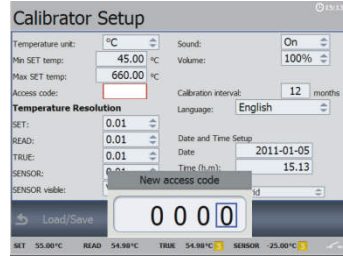 15:13
Calibrator Setup
Temperature unit: °C Sound: On
Min SET temp: 45.00 °C Volume: 100%
Max SET temp: 660.00 °C
Access code: Calibration interval: 12 months
Temperature Resolution Language: English
SET: 0.01
READ: 0.01 Date and Time Setup
TRUE: 0.01 Date 2011-01-05
SENSOR: Time (h.m): 15.13
SENSOR visible:
New access code
0 0 0 0
Load/Save
SET 55.00°C READ 54.98°C TRUE 54.98°C SENSOR -25.00°C